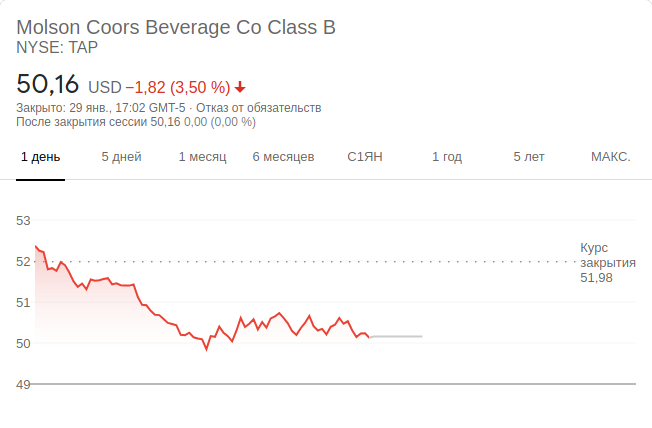 Molson Coors Beverage Co Class B
NYSE: TAP
50,16 USD −1,82 (3,50 %)
Закрыто: 29 янв., 17:02 GMT-5 · Отказ от обязательств
После закрытия сессии 50,16 0,00 (0,00 %)
1 день 5 дней 1 месяц 6 месяцев С1ЯН 1 год 5 лет МАКС.
53
52
51
50
49
Курс
закрытия
51,98